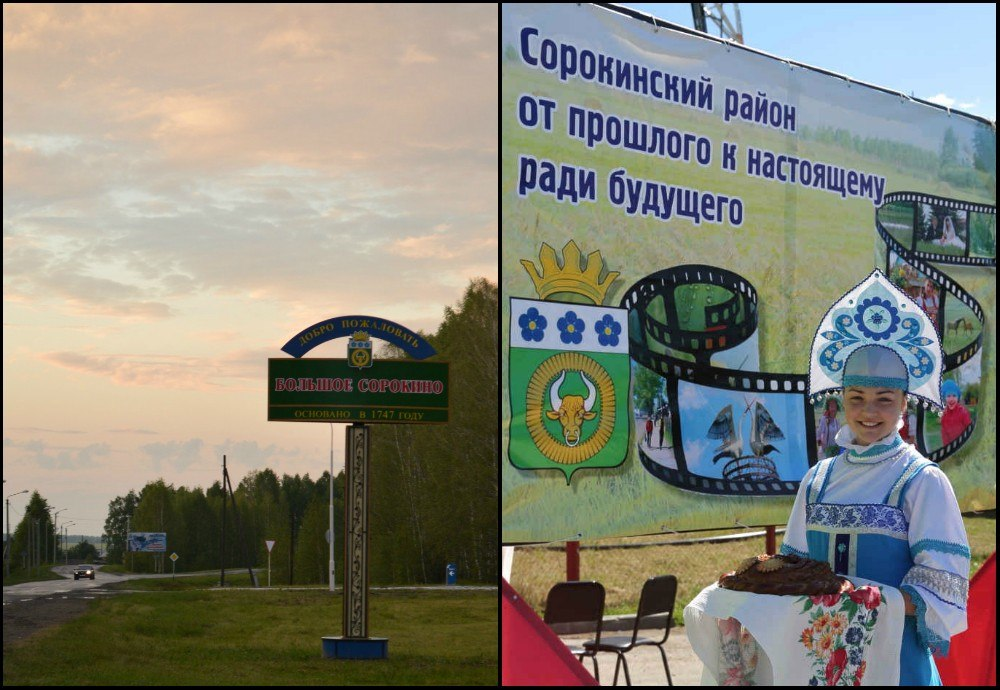 ДОБРО ПОЖАЛОВАТЬ
БОЛЬШОЕ СОРОКИНО
ОСНОВАНО В 1747 ГОДУ
Сорокинский район
от прошлого к настоящему
ради будущего